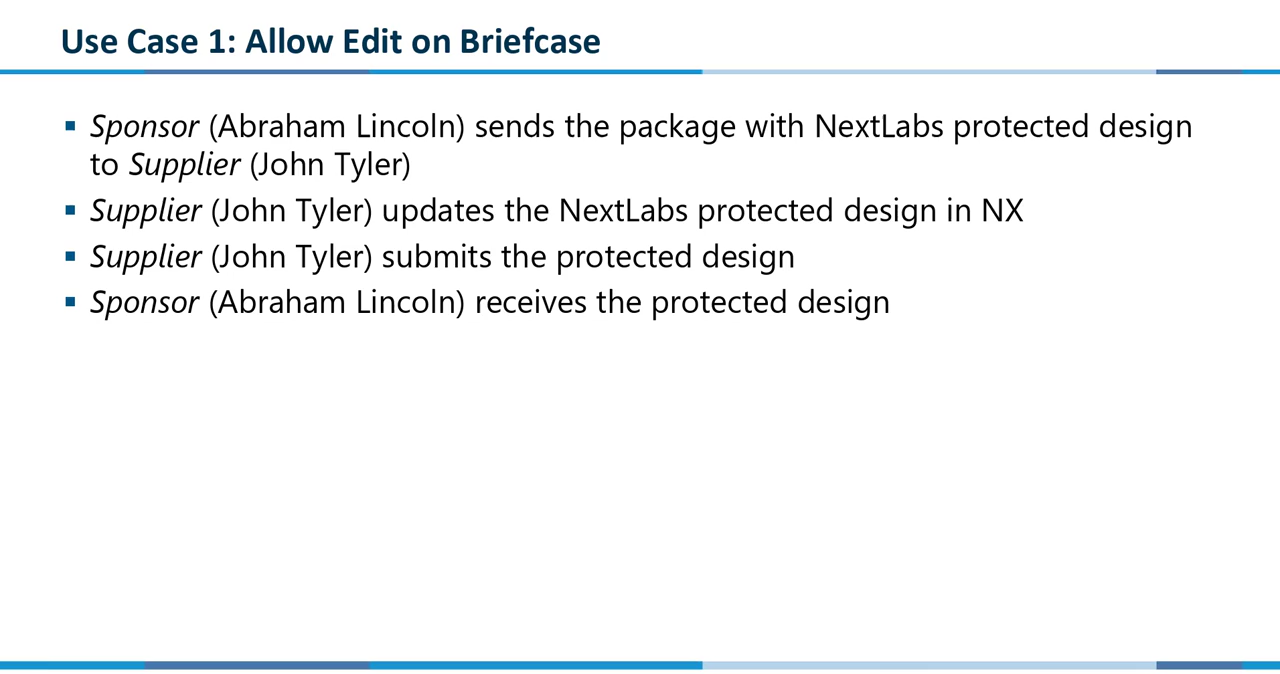 Use Case 1: Allow Edit on Briefcase
▪ Sponsor (Abraham Lincoln) sends the package with NextLabs protected design
to Supplier (John Tyler)
▪ Supplier (John Tyler) updates the NextLabs protected design in NX
▪ Supplier (John Tyler) submits the protected design
▪ Sponsor (Abraham Lincoln) receives the protected design